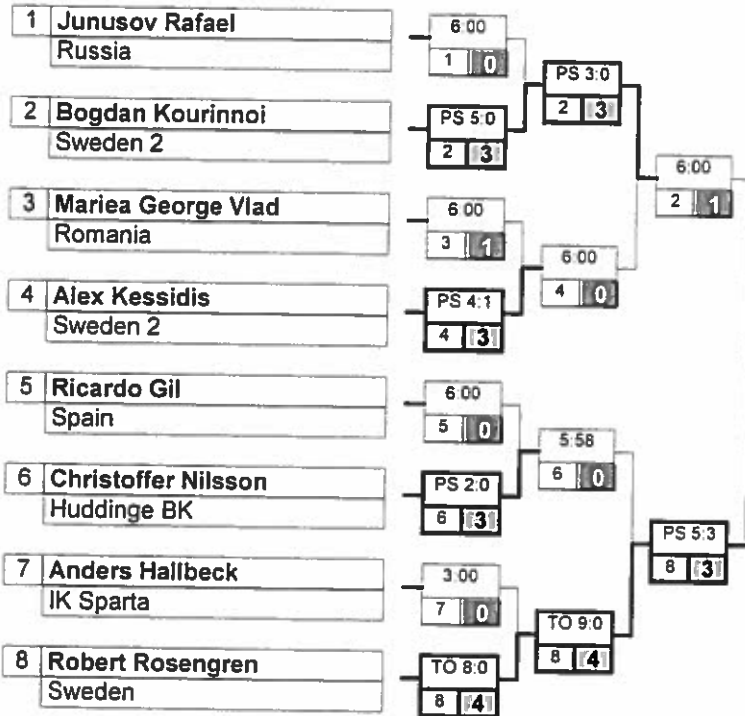 1 Junusov Rafael
Russia
6:00
1 0
PS 3:0
2 3
2 Bogdan Kourinnoi
Sweden 2
PS 5:0
2 3
6:00
2 1
3 Mariea George Vlad
Romania
6:00
3 1
6:00
4 0
4 Alex Kessidis
Sweden 2
PS 4:1
4 3
5 Ricardo Gil
Spain
6:00
5 0
5:58
6 0
6 Christoffer Nilsson
Huddinge BK
PS 2:0
6 3
PS 5:3
8 3
7 Anders Hallbeck
IK Sparta
3:00
7 0
TÖ 9:0
8 4
8 Robert Rosengren
Sweden
TÖ 8:0
8 4